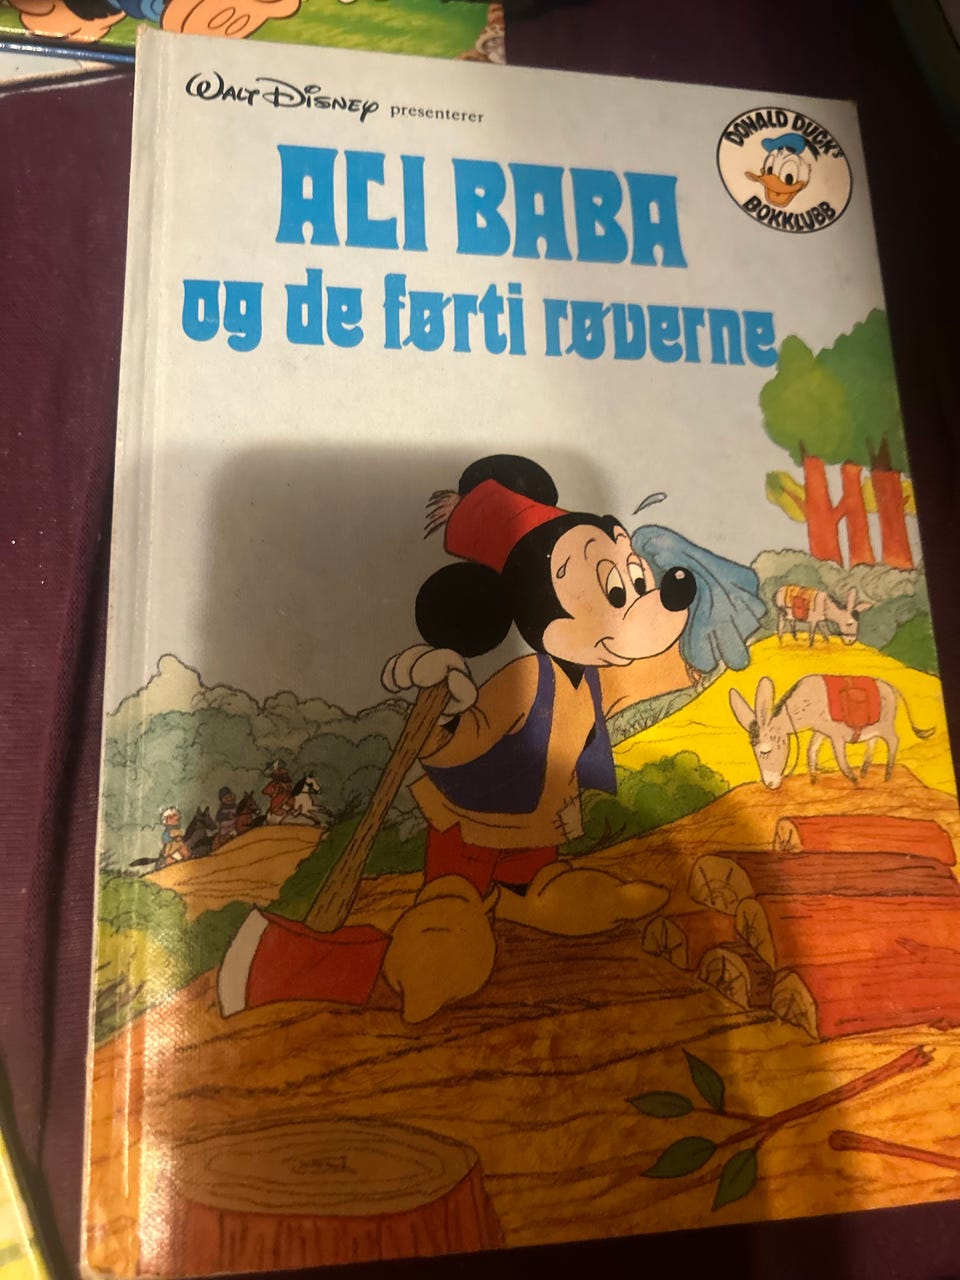 WALT DISNEY presenterer
DONALD DUCK's
BOKKLUBB
ALI BABA
og de førti røverne